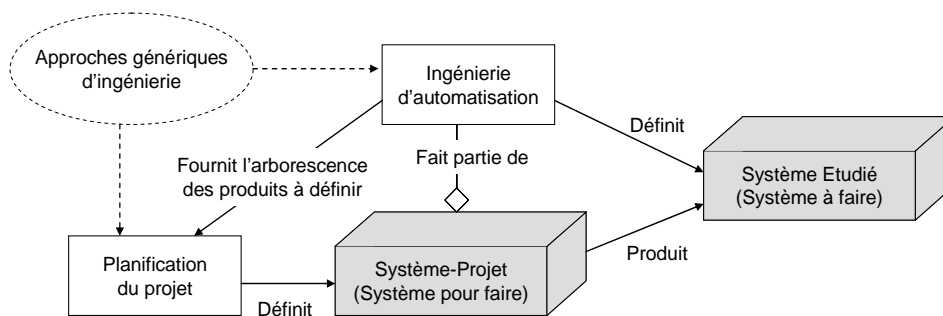 Approches génériques
d’ingénierie
Ingénierie
d’automatisation
Définit
Fournit l’arborescence
des produits à définir
Fait partie de
Système Etudié
(Système à faire)
Planification
du projet
Définit
Système-Projet
(Système pour faire)
Produit